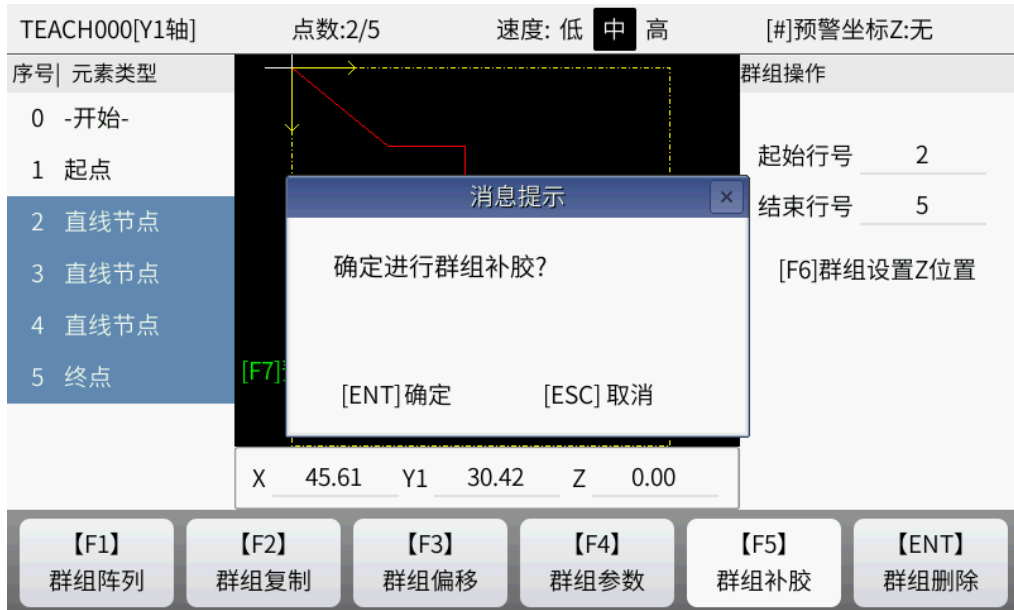 TEACH000[Y1轴] 点数:2/5 速度: 低 中 高 [#]预警坐标Z:无
序号| 元素类型
群组操作
0 -开始-
1 起点
2 直线节点
3 直线节点
4 直线节点
5 终点
起始行号 2
结束行号 5
[F6]群组设置Z位置
消息提示
确定进行群组补胶?
[ENT]确定 [ESC]取消
[F7]
X 45.61 Y1 30.42 Z 0.00
【F1】 【F2】 【F3】 【F4】 【F5】 【ENT】
群组阵列 群组复制 群组偏移 群组参数 群组补胶 群组删除